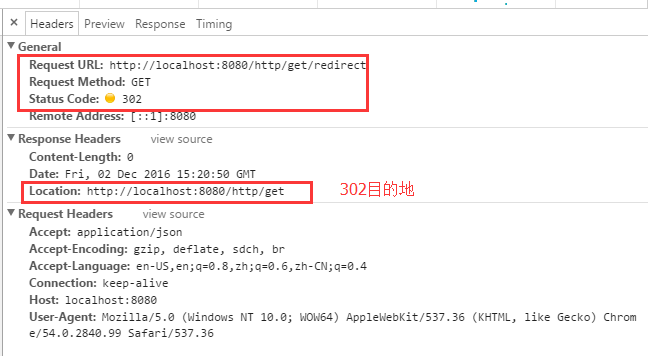 × Headers Preview Response Timing
▼ General
Request URL: http://localhost:8080/http/get/redirect
Request Method: GET
Status Code: 302
Remote Address: [::1]:8080
▼ Response Headers view source
Content-Length: 0
Date: Fri, 02 Dec 2016 15:20:50 GMT
Location: http://localhost:8080/http/get 302目的地
▼ Request Headers view source
Accept: application/json
Accept-Encoding: gzip, deflate, sdch, br
Accept-Language: en-US,en;q=0.8,zh;q=0.6,zh-CN;q=0.4
Connection: keep-alive
Host: localhost:8080
User-Agent: Mozilla/5.0 (Windows NT 10.0; WOW64) AppleWebKit/537.36 (KHTML, like Gecko) Chrom
e/54.0.2840.99 Safari/537.36